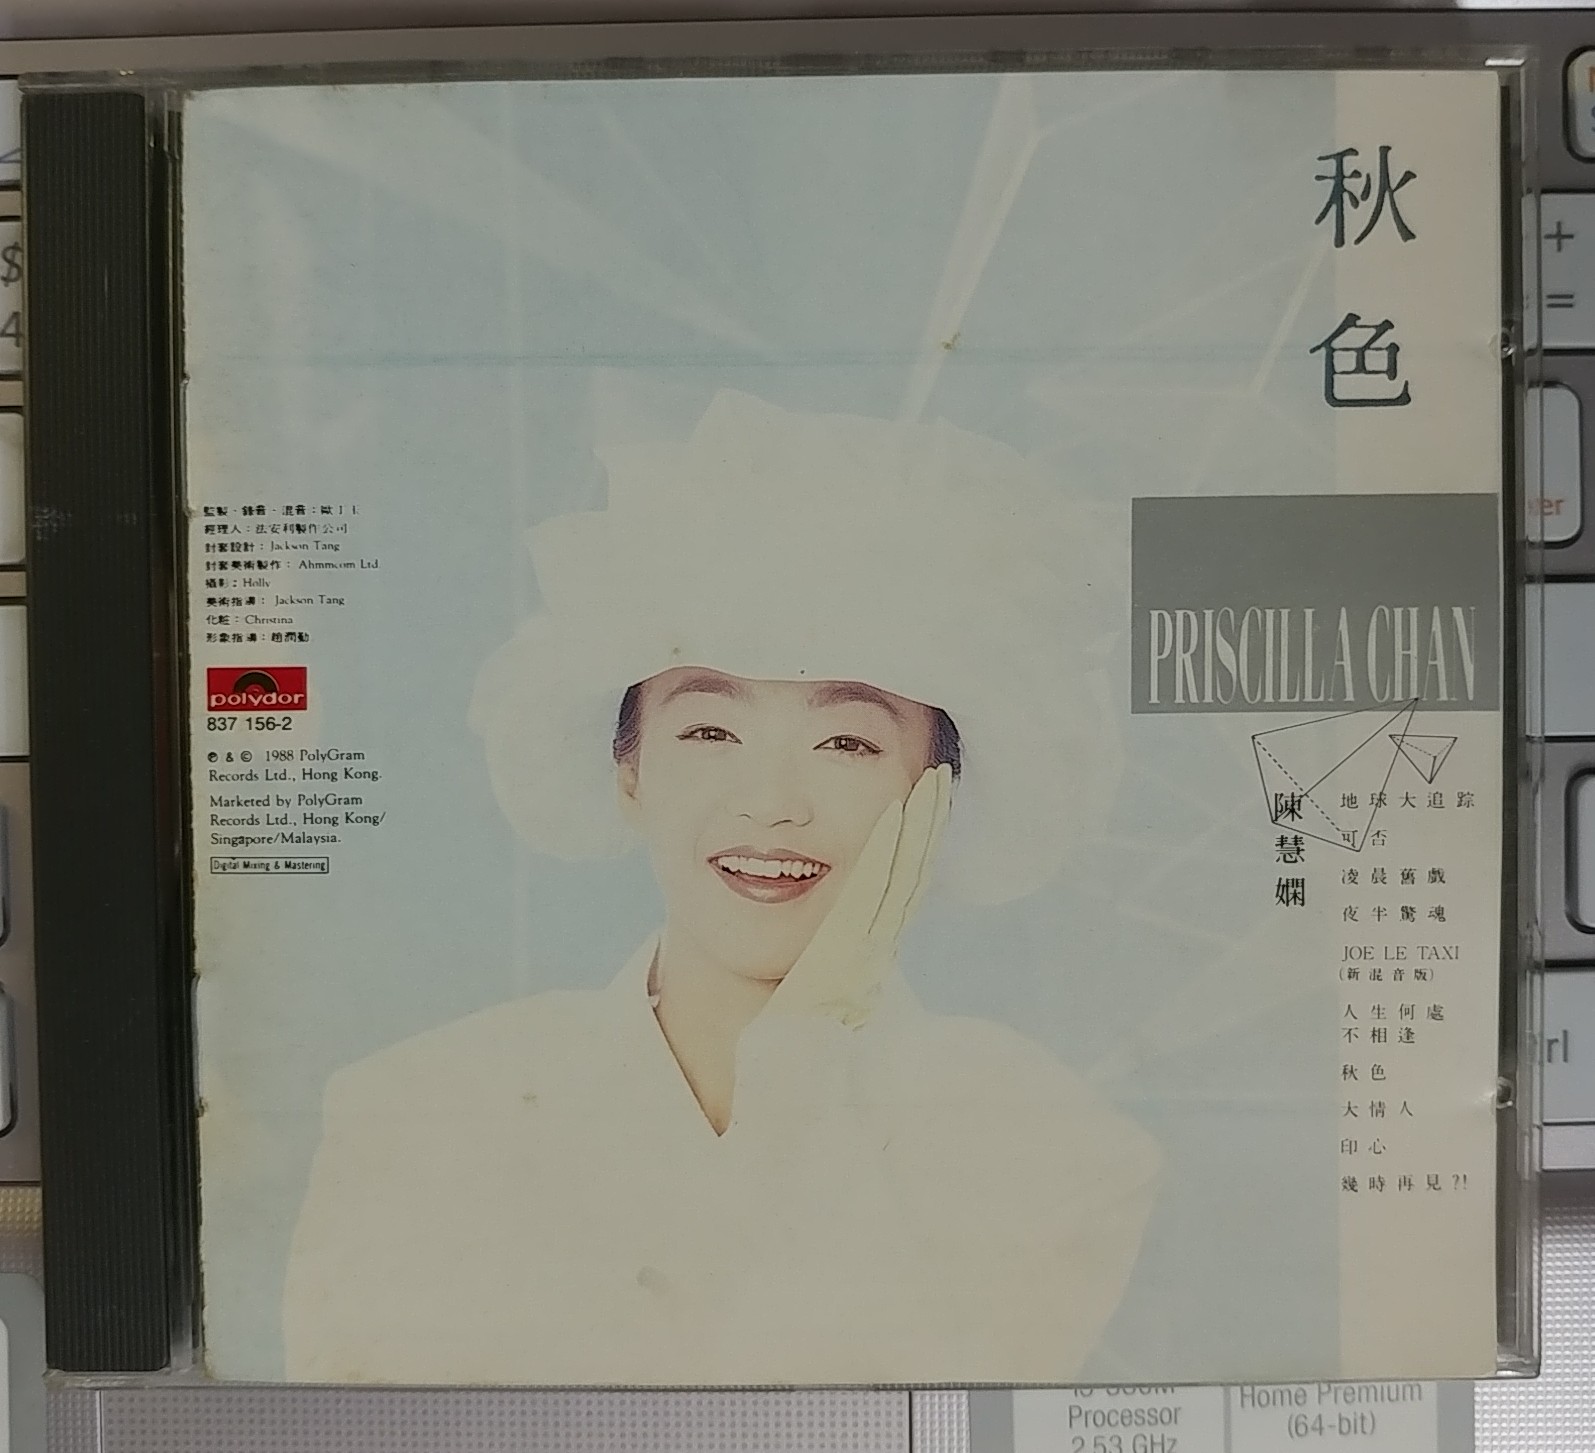 秋色
監製·錄音·混音：歐丁玉
經理人：法安利製作公司
封套設計：Jackson Tang
封套美術製作：Ahmmcom Ltd
攝影：Holly
美術指導：Jackson Tang
化粧：Christina
形象指導：趙潤勤
polydor
837 156-2
℗ & © 1988 PolyGram
Records Ltd., Hong Kong.
Marketed by PolyGram
Records Ltd., Hong Kong/
Singapore/Malaysia.
Digital Mixing & Mastering
PRISCILLA CHAN
陳慧嫻
地球大追踪
可否
凌晨舊戲
夜半驚魂
JOE LE TAXI
(新混音版)
人生何處
不相逢
秋色
大情人
印心
幾時再見?!
$
4
+
=
Processor
2.53 GHz
Home Premium
(64-bit)